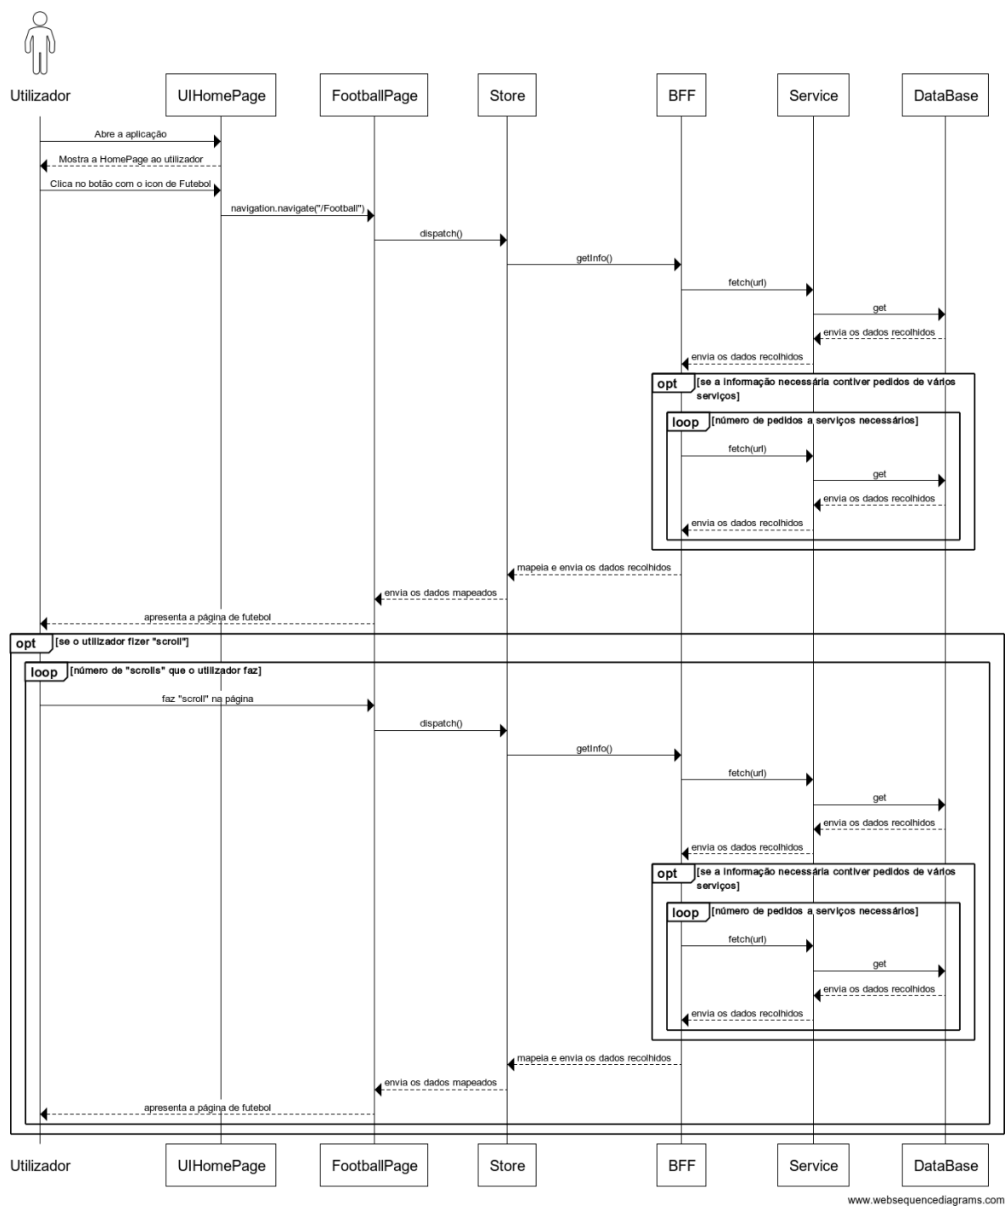 Utilizador
UIHomePage
FootballPage
Store
BFF
Service
DataBase
Abre a aplicação
Mostra a HomePage ao utilizador
Clica no botão com o icon de Futebol
navigation.navigate("/Football")
dispatch()
getInfo()
fetch(url)
get
envia os dados recolhidos
envia os dados recolhidos
opt [se a informação necessária contiver pedidos de vários
serviços]
loop [número de pedidos a serviços necessários]
fetch(url)
get
envia os dados recolhidos
envia os dados recolhidos
mapeia e envia os dados recolhidos
envia os dados mapeados
apresenta a página de futebol
opt [se o utilizador fizer "scroll"]
loop [número de "scrolls" que o utilizador faz]
faz "scroll" na página
dispatch()
getInfo()
fetch(url)
get
envia os dados recolhidos
envia os dados recolhidos
opt [se a informação necessária contiver pedidos de vários
serviços]
loop [número de pedidos a serviços necessários]
fetch(url)
get
envia os dados recolhidos
envia os dados recolhidos
mapeia e envia os dados recolhidos
envia os dados mapeados
apresenta a página de futebol
Utilizador
UIHomePage
FootballPage
Store
BFF
Service
DataBase
www.websequencediagrams.com